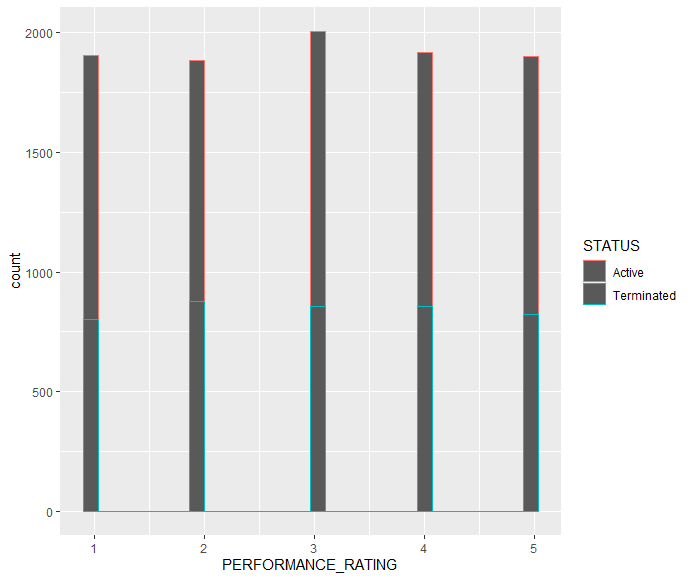 2000
1500
1000
500
0
count
1 2 3 4 5
PERFORMANCE_RATING
STATUS
Active
Terminated